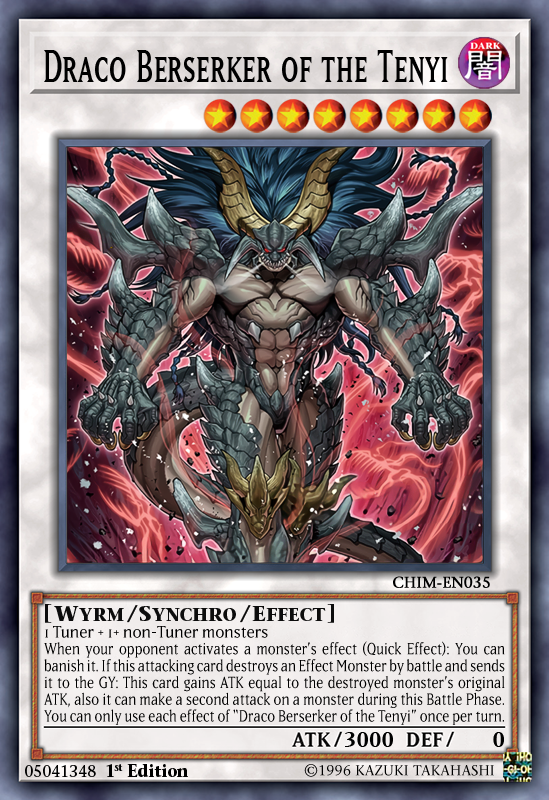 DRACO BERSERKER OF THE TENYI
DARK
闇
CHIM-EN035
[WYRM/SYNCHRO/EFFECT]
1 Tuner + 1+ non-Tuner monsters
When your opponent activates a monster's effect (Quick Effect): You can
banish it. If this attacking card destroys an Effect Monster by battle and sends
it to the GY: This card gains ATK equal to the destroyed monster's original
ATK, also it can make a second attack on a monster during this Battle Phase.
You can only use each effect of "Draco Berserker of the Tenyi" once per turn.
ATK/3000 DEF/ 0
05041348 1st Edition ©1996 KAZUKI TAKAHASHI